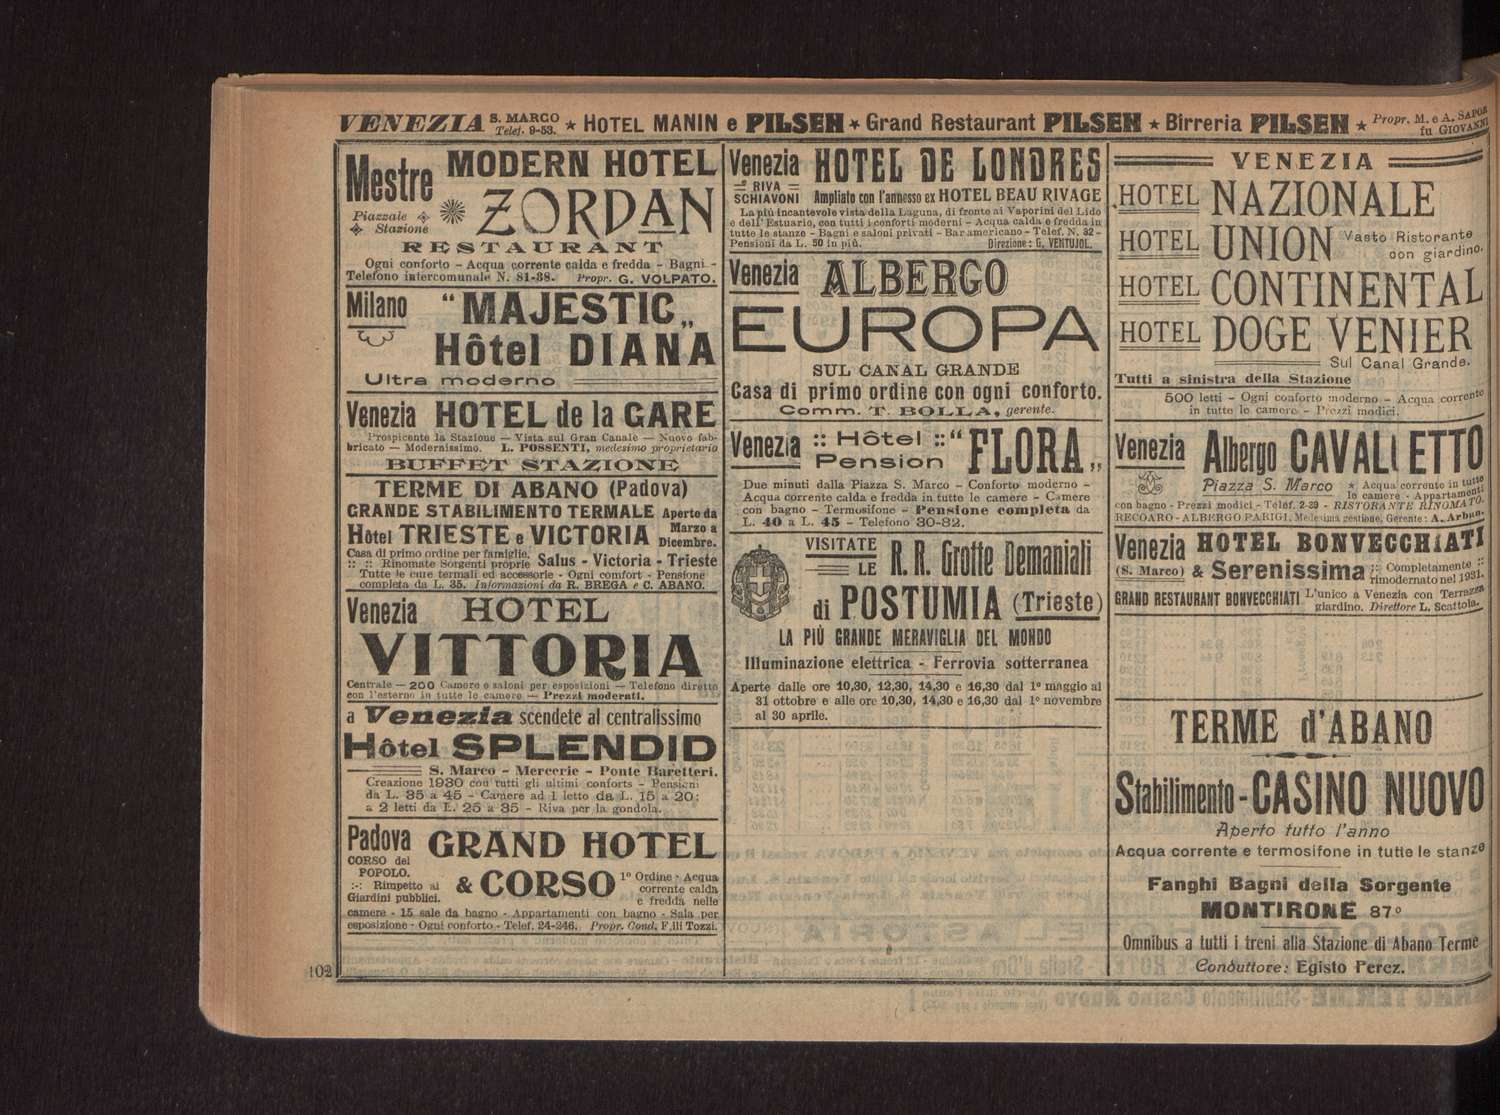 VENEZIA S. MARCO Telef. 9-53. ★ HOTEL MANIN e PILSEN ★ Grand Restaurant PILSEN ★ Birreria PILSEN ★ Propr. M. e A. SAPOR fu GIOVANNI
Mestre MODERN HOTEL
Piazzale Stazione ZORDAN
RESTAURANT
Ogni conforto - Acqua corrente calda e fredda - Bagni -
Telefono intercomunale N. 81-38. Propr. G. VOLPATO.
Milano "MAJESTIC„
Hôtel DIANA
Ultra moderno
Venezia HOTEL de la GARE
Prospicente la Stazione — Vista sul Gran Canale — Nuovo fab-
bricato — Modernissimo. L. POSSENTI, medesimo proprietario
BUFFET STAZIONE
TERME DI ABANO (Padova)
GRANDE STABILIMENTO TERMALE Aperte da
Hôtel TRIESTE e VICTORIA Marzo a Dicembre.
Casa di primo ordine per famiglie.
:: :: Rinomate Sorgenti proprie Salus - Victoria - Trieste
Tutte le cure termali ed accessorie - Ogni comfort - Pensione
completa da L. 35. Informazioni da R. BREGA e C. ABANO.
Venezia HOTEL
VITTORIA
Centrale — 200 Camere e saloni per esposizioni — Telefono diretto
con l'esterno in tutte le camere — Prezzi moderati.
a Venezia scendete al centralissimo
Hôtel SPLENDID
S. Marco - Mercerie - Ponte Baretteri.
Creazione 1930 con tutti gli ultimi conforts - Pensioni
da L. 35 a 45 - Camere ad 1 letto da L. 15 a 20;
a 2 letti da L. 25 a 35 - Riva per la gondola.
Padova GRAND HOTEL
CORSO del POPOLO. & CORSO 1º Ordine - Acqua
:-: Rimpetto ai corrente calda
Giardini pubblici. e fredda nelle
camere - 15 sale da bagno - Appartamenti con bagno - Sala per
esposizione - Ogni conforto - Telef. 24-246. Propr. Cond. F.lli Tozzi.
102
Venezia HOTEL DE LONDRES
RIVA SCHIAVONI Ampliato con l'annesso ex HOTEL BEAU RIVAGE
La più incantevole vista della Laguna, di fronte ai Vaporini del Lido
e dell'Estuario, con tutti i conforti moderni - Acqua calda e fredda in
tutte le stanze - Bagni e saloni privati - Bar americano - Telef. N. 32 -
Pensioni da L. 50 in più. Direzione: G. VENTUJOL.
Venezia ALBERGO
EUROPA
SUL CANAL GRANDE
Casa di primo ordine con ogni conforto.
Comm. T. BOLLA, gerente.
Venezia :: Hôtel :: "FLORA„
Pension
Due minuti dalla Piazza S. Marco - Conforto moderno -
Acqua corrente calda e fredda in tutte le camere - Camere
con bagno - Termosifone - Pensione completa da
L. 40 a L. 45 - Telefono 30-82.
VISITATE LE R. R. Grotte Demaniali
di POSTUMIA (Trieste)
LA PIÙ GRANDE MERAVIGLIA DEL MONDO
Illuminazione elettrica - Ferrovia sotterranea
Aperte dalle ore 10,30, 12,30, 14,30 e 16,30 dal 1º maggio al
31 ottobre e alle ore 10,30, 14,30 e 16,30 dal 1º novembre
al 30 aprile.
VENEZIA
HOTEL NAZIONALE
HOTEL UNION Vasto Ristorante con giardino.
HOTEL CONTINENTAL
HOTEL DOGE VENIER
Sul Canal Grande.
Tutti a sinistra della Stazione
500 letti - Ogni conforto moderno - Acqua corrente
in tutte le camere - Prezzi modici.
Venezia Albergo CAVALLETTO
Piazza S. Marco ★ Acqua corrente in tutte
le camere - Appartamenti
con bagno - Prezzi modici - Telef. 2-39 - RISTORANTE RINOMATO.
RECOARO - ALBERGO PARIGI. Medesima gestione, Gerente: A. Arban.
Venezia HOTEL BONVECCHIATI
(S. Marco) & Serenissima :: Completamente :: rimodernato nel 1931.
GRAND RESTAURANT BONVECCHIATI L'unico a Venezia con Terrazza
giardino. Direttore L. Scattola.
TERME d'ABANO
Stabilimento - CASINO NUOVO
Aperto tutto l'anno
Acqua corrente e termosifone in tutte le stanze
Fanghi Bagni della Sorgente
MONTIRONE 87º
Omnibus a tutti i treni alla Stazione di Abano Terme
Conduttore: Egisto Perez.